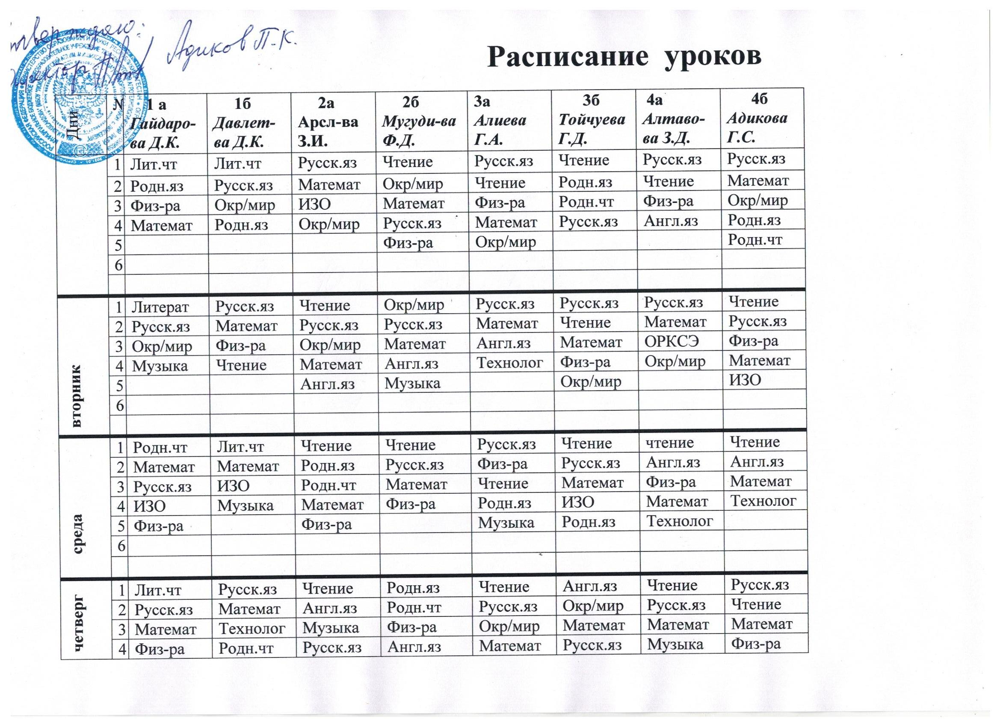 Утверждаю:
Директор Адиков П.К.
Расписание уроков
Дни N 1 а 1б 2а 2б 3а 3б 4а 4б
Гайдаро- Давлет- Арсл-ва Мугуди-ва Алиева Тойчуева Алтаво- Адикова
ва Д.К. ва Д.К. З.И. Ф.Д. Г.А. Г.Д. ва З.Д. Г.С.
1 Лит.чт Лит.чт Русск.яз Чтение Русск.яз Чтение Русск.яз Русск.яз
2 Родн.яз Русск.яз Математ Окр/мир Чтение Родн.яз Чтение Математ
3 Физ-ра Окр/мир ИЗО Математ Физ-ра Родн.чт Физ-ра Окр/мир
4 Математ Родн.яз Окр/мир Русск.яз Математ Русск.яз Англ.яз Родн.яз
5 Физ-ра Окр/мир Родн.чт
6
вторник
1 Литерат Русск.яз Чтение Окр/мир Русск.яз Русск.яз Русск.яз Чтение
2 Русск.яз Математ Русск.яз Русск.яз Математ Чтение Математ Русск.яз
3 Окр/мир Физ-ра Окр/мир Математ Англ.яз Математ ОРКСЭ Физ-ра
4 Музыка Чтение Математ Англ.яз Технолог Физ-ра Окр/мир Математ
5 Англ.яз Музыка Окр/мир ИЗО
6
среда
1 Родн.чт Лит.чт Чтение Чтение Русск.яз Чтение чтение Чтение
2 Математ Математ Родн.яз Русск.яз Физ-ра Русск.яз Англ.яз Англ.яз
3 Русск.яз ИЗО Родн.чт Математ Чтение Математ Физ-ра Математ
4 ИЗО Музыка Математ Физ-ра Родн.яз ИЗО Математ Технолог
5 Физ-ра Физ-ра Музыка Родн.яз Технолог
6
четверг
1 Лит.чт Русск.яз Чтение Родн.яз Чтение Англ.яз Чтение Русск.яз
2 Русск.яз Математ Англ.яз Родн.чт Русск.яз Окр/мир Русск.яз Чтение
3 Математ Технолог Музыка Физ-ра Окр/мир Математ Математ Математ
4 Физ-ра Родн.чт Русск.яз Англ.яз Математ Русск.яз Музыка Физ-ра